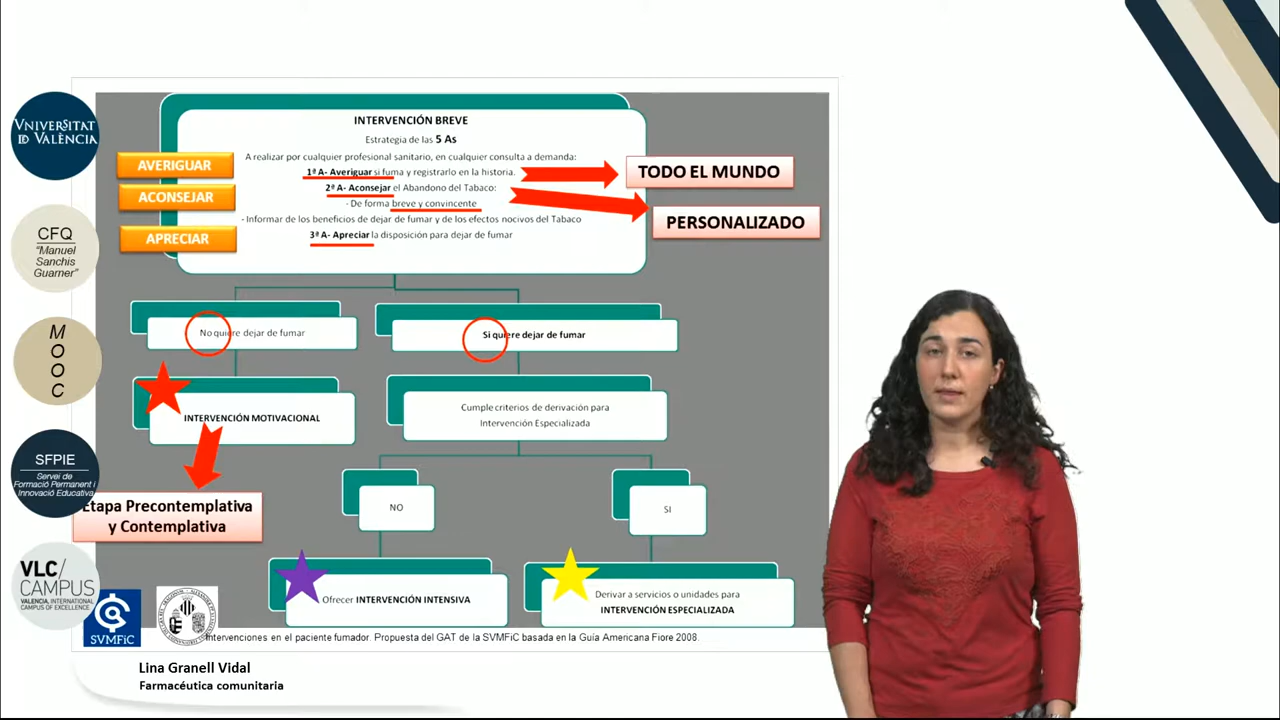 VNIVERSITAT
ID VALÈNCIA
CFQ
"Manuel
Sanchis
Guarner"
M
O
O
C
SFPIE
Servei de
Formació Permanent i
Innovació Educativa
VLC/
CAMPUS
VALENCIA, INTERNATIONAL
CAMPUS OF EXCELLENCE
INTERVENCIÓN BREVE
Estrategia de las 5 As
A realizar por cualquier profesional sanitario, en cualquier consulta a demanda:
1ª A- Averiguar si fuma y registrarlo en la historia.
2ª A- Aconsejar el Abandono del Tabaco:
- De forma breve y convincente
- Informar de los beneficios de dejar de fumar y de los efectos nocivos del Tabaco
3ª A- Apreciar la disposición para dejar de fumar
AVERIGUAR
ACONSEJAR
APRECIAR
TODO EL MUNDO
PERSONALIZADO
No quiere dejar de fumar
Si quiere dejar de fumar
INTERVENCIÓN MOTIVACIONAL
Cumple criterios de derivación para
Intervención Especializada
Etapa Precontemplativa
y Contemplativa
NO
SI
Ofrecer INTERVENCIÓN INTENSIVA
Derivar a servicios o unidades para
INTERVENCIÓN ESPECIALIZADA
SVMFiC
Intervenciones en el paciente fumador. Propuesta del GAT de la SVMFiC basada en la Guía Americana Fiore 2008.
Lina Granell Vidal
Farmacéutica comunitaria